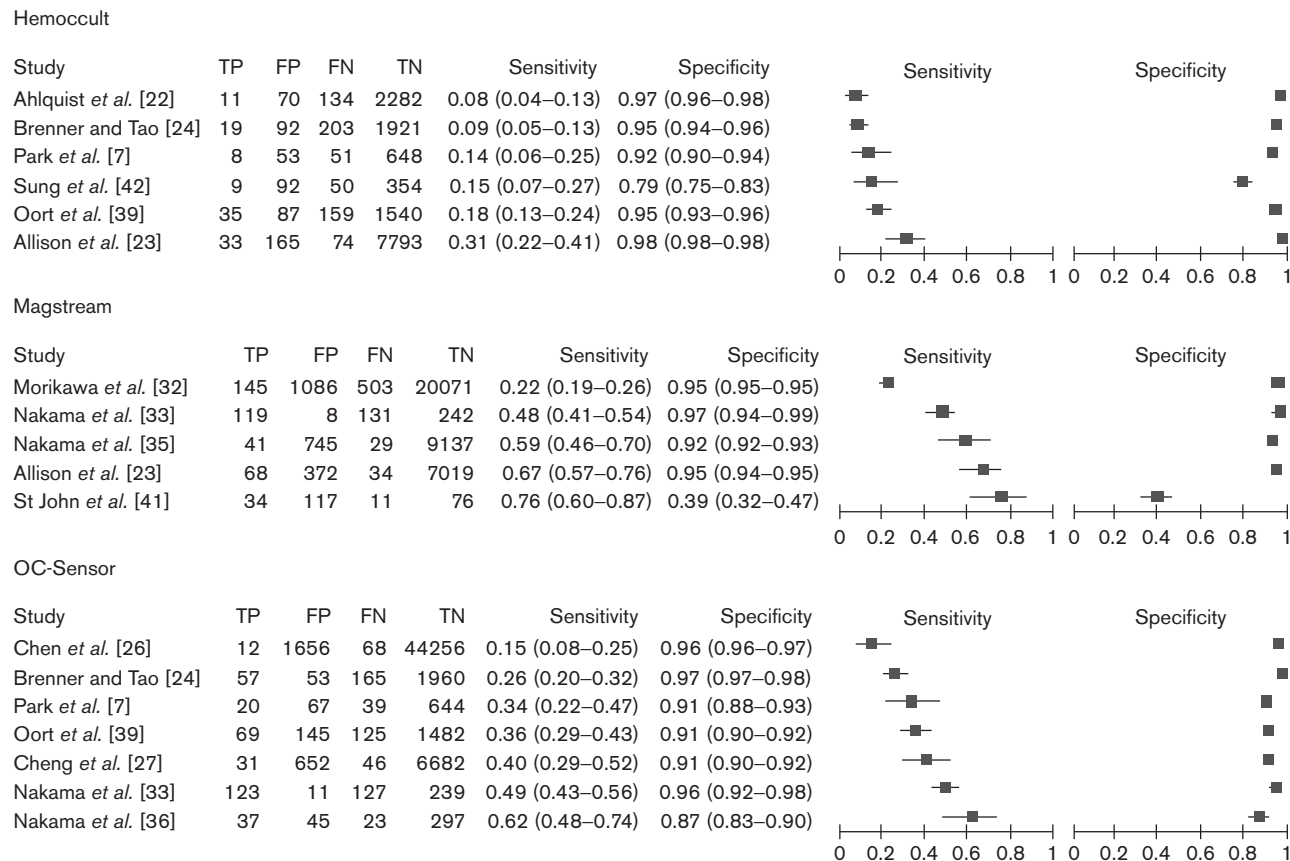 Hemoccult
Study TP FP FN TN Sensitivity Specificity Sensitivity Specificity
Ahlquist et al. [22] 11 70 134 2282 0.08 (0.04–0.13) 0.97 (0.96–0.98)
Brenner and Tao [24] 19 92 203 1921 0.09 (0.05–0.13) 0.95 (0.94–0.96)
Park et al. [7] 8 53 51 648 0.14 (0.06–0.25) 0.92 (0.90–0.94)
Sung et al. [42] 9 92 50 354 0.15 (0.07–0.27) 0.79 (0.75–0.83)
Oort et al. [39] 35 87 159 1540 0.18 (0.13–0.24) 0.95 (0.93–0.96)
Allison et al. [23] 33 165 74 7793 0.31 (0.22–0.41) 0.98 (0.98–0.98)
0 0.2 0.4 0.6 0.8 1 0 0.2 0.4 0.6 0.8 1
Magstream
Study TP FP FN TN Sensitivity Specificity Sensitivity Specificity
Morikawa et al. [32] 145 1086 503 20071 0.22 (0.19–0.26) 0.95 (0.95–0.95)
Nakama et al. [33] 119 8 131 242 0.48 (0.41–0.54) 0.97 (0.94–0.99)
Nakama et al. [35] 41 745 29 9137 0.59 (0.46–0.70) 0.92 (0.92–0.93)
Allison et al. [23] 68 372 34 7019 0.67 (0.57–0.76) 0.95 (0.94–0.95)
St John et al. [41] 34 117 11 76 0.76 (0.60–0.87) 0.39 (0.32–0.47)
0 0.2 0.4 0.6 0.8 1 0 0.2 0.4 0.6 0.8 1
OC-Sensor
Study TP FP FN TN Sensitivity Specificity Sensitivity Specificity
Chen et al. [26] 12 1656 68 44256 0.15 (0.08–0.25) 0.96 (0.96–0.97)
Brenner and Tao [24] 57 53 165 1960 0.26 (0.20–0.32) 0.97 (0.97–0.98)
Park et al. [7] 20 67 39 644 0.34 (0.22–0.47) 0.91 (0.88–0.93)
Oort et al. [39] 69 145 125 1482 0.36 (0.29–0.43) 0.91 (0.90–0.92)
Cheng et al. [27] 31 652 46 6682 0.40 (0.29–0.52) 0.91 (0.90–0.92)
Nakama et al. [33] 123 11 127 239 0.49 (0.43–0.56) 0.96 (0.92–0.98)
Nakama et al. [36] 37 45 23 297 0.62 (0.48–0.74) 0.87 (0.83–0.90)
0 0.2 0.4 0.6 0.8 1 0 0.2 0.4 0.6 0.8 1